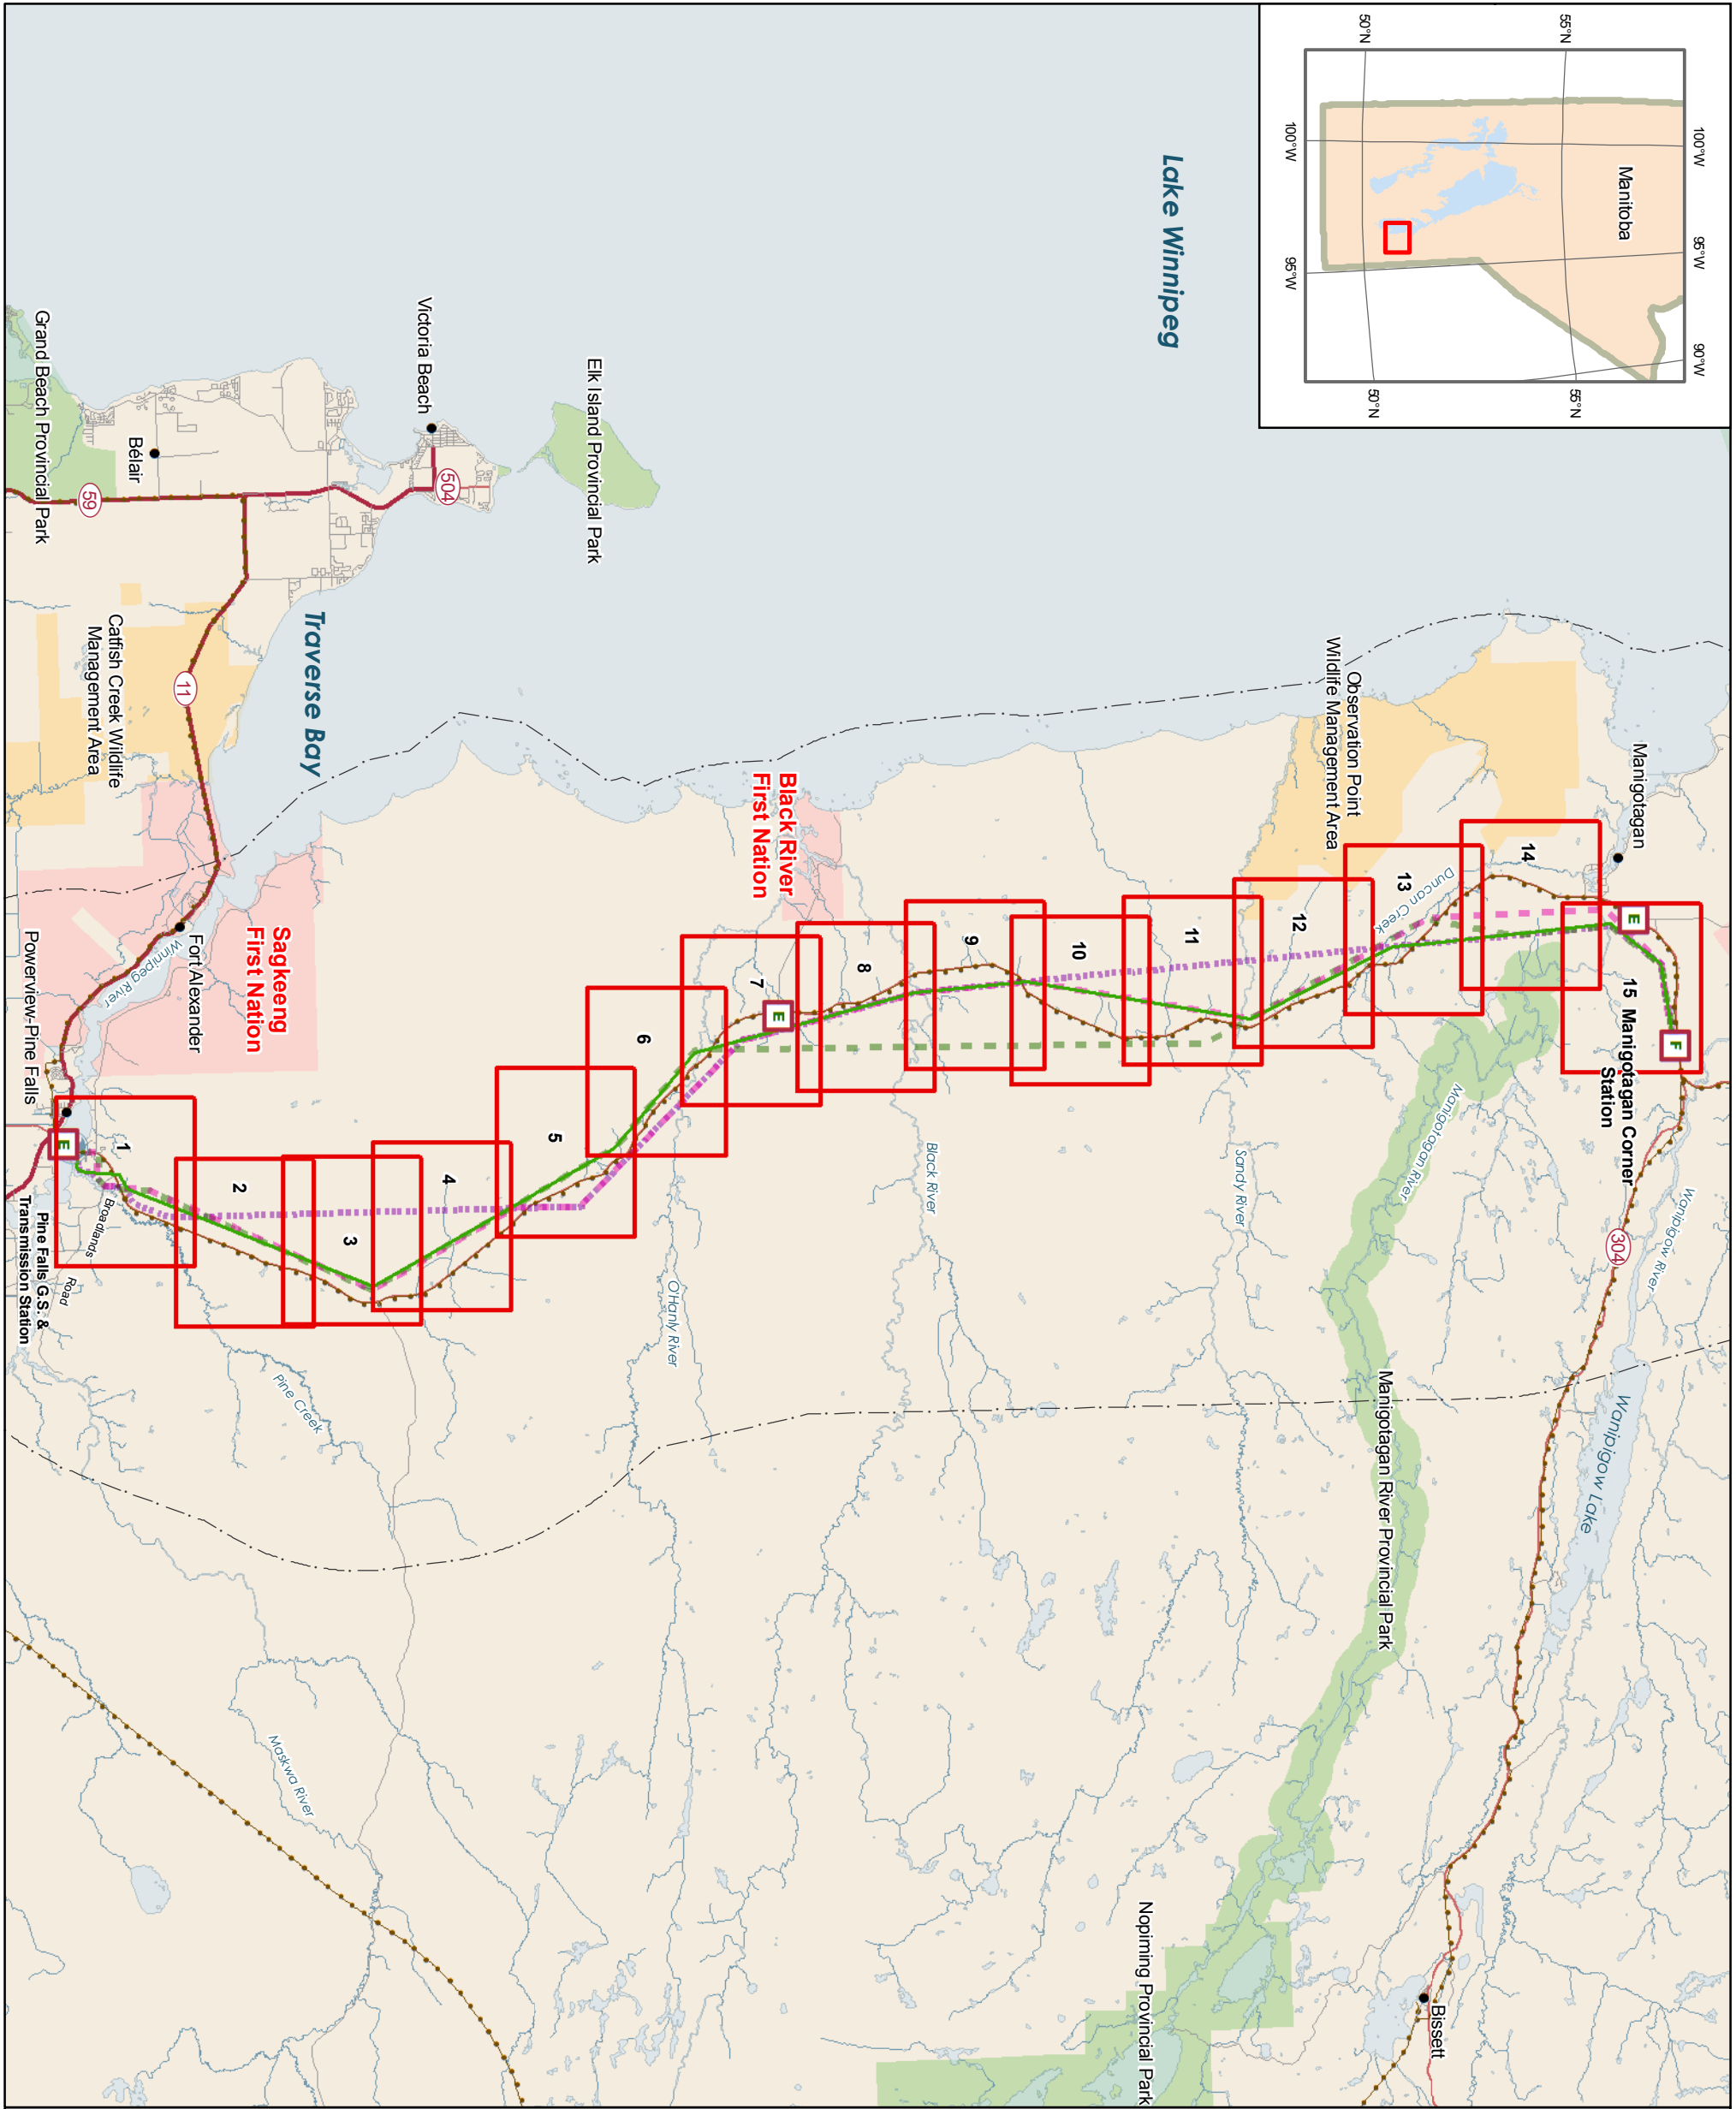 50°N
55°N
100°W
95°W
90°W
100°W
95°W
50°N
55°N
Manitoba
Lake Winnipeg
Manigotagan
Observation Point
Wildlife Management Area
Duncan Creek
Elk Island Provincial Park
Victoria Beach
504
Bélair
59
Grand Beach Provincial Park
Traverse Bay
11
Catfish Creek Wildlife
Management Area
Black River
First Nation
Sagkeeng
First Nation
Fort Alexander
Winnipeg River
Powerview-Pine Falls
E
Pine Falls G.S. &
Transmission Station
Broadlands
Road
1
2
3
4
5
6
7
E
8
9
10
11
12
13
14
15
E
F
Manigotagan Corner
Station
304
Wanipigow River
Wanipigow Lake
Manigotagan River
Manigotagan River Provincial Park
Sandy River
Black River
O'Hanly River
Pine Creek
Maskwa River
Nopiming Provincial Park
Bissett